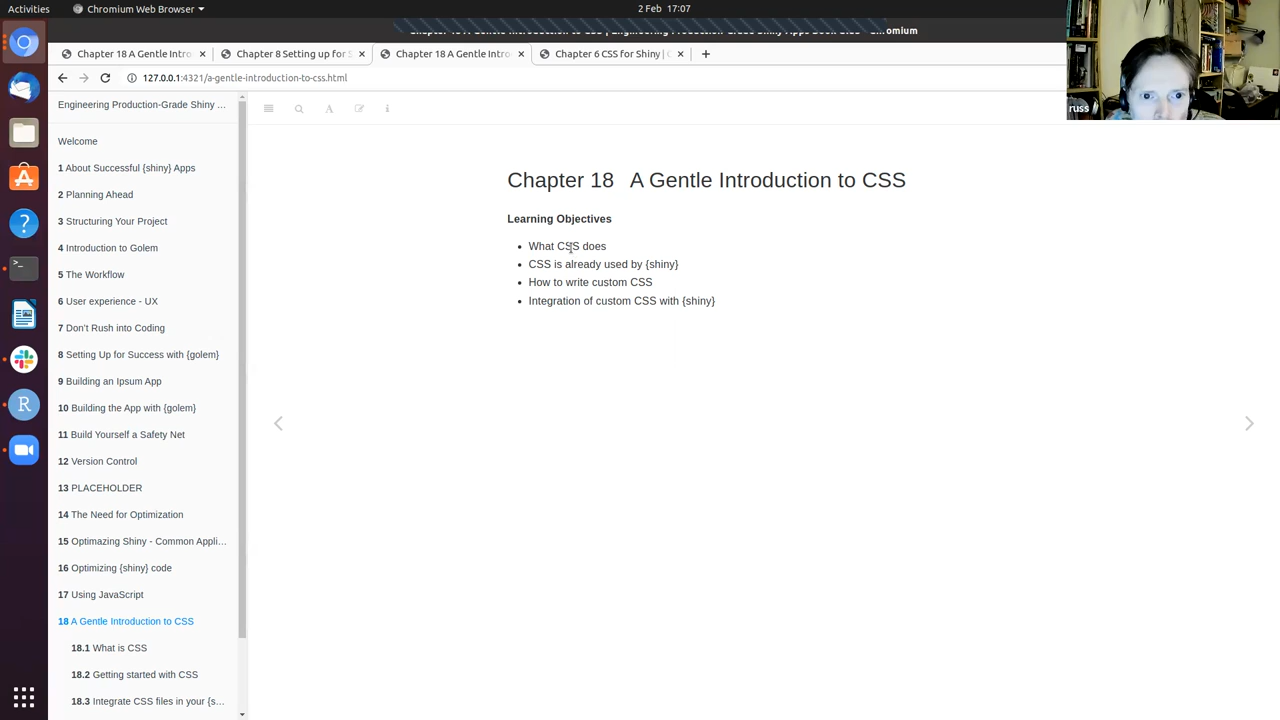 Activities
Chromium Web Browser
2 Feb 17:07
Chapter 18 A Gentle Intro
Chapter 8 Setting up for S
Chapter 18 A Gentle Intro
Chapter 6 CSS for Shiny | C
127.0.0.1:4321/a-gentle-introduction-to-css.html
russ
Engineering Production-Grade Shiny ...
Welcome
1 About Successful {shiny} Apps
2 Planning Ahead
3 Structuring Your Project
4 Introduction to Golem
5 The Workflow
6 User experience - UX
7 Don't Rush into Coding
8 Setting Up for Success with {golem}
9 Building an Ipsum App
10 Building the App with {golem}
11 Build Yourself a Safety Net
12 Version Control
13 PLACEHOLDER
14 The Need for Optimization
15 Optimazing Shiny - Common Appli...
16 Optimizing {shiny} code
17 Using JavaScript
18 A Gentle Introduction to CSS
18.1 What is CSS
18.2 Getting started with CSS
18.3 Integrate CSS files in your {s...
Chapter 18 A Gentle Introduction to CSS
Learning Objectives
• What CSS does
• CSS is already used by {shiny}
• How to write custom CSS
• Integration of custom CSS with {shiny}